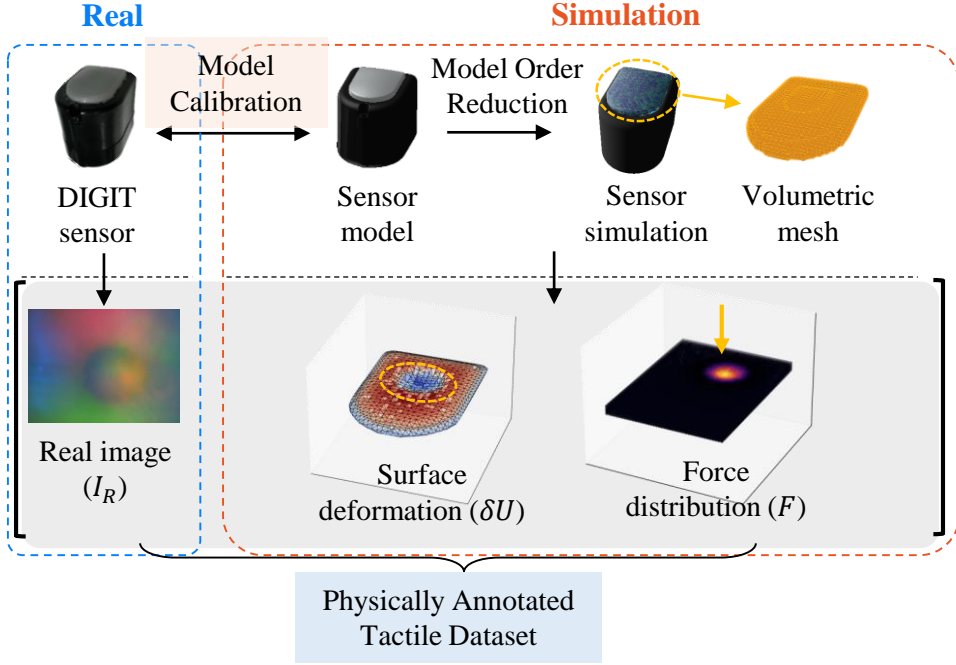 Real
Simulation
Model
Calibration
Model Order
Reduction
DIGIT
sensor
Sensor
model
Sensor
simulation
Volumetric
mesh
Real image
(I_R)
Surface
deformation (δU)
Force
distribution (F)
Physically Annotated
Tactile Dataset